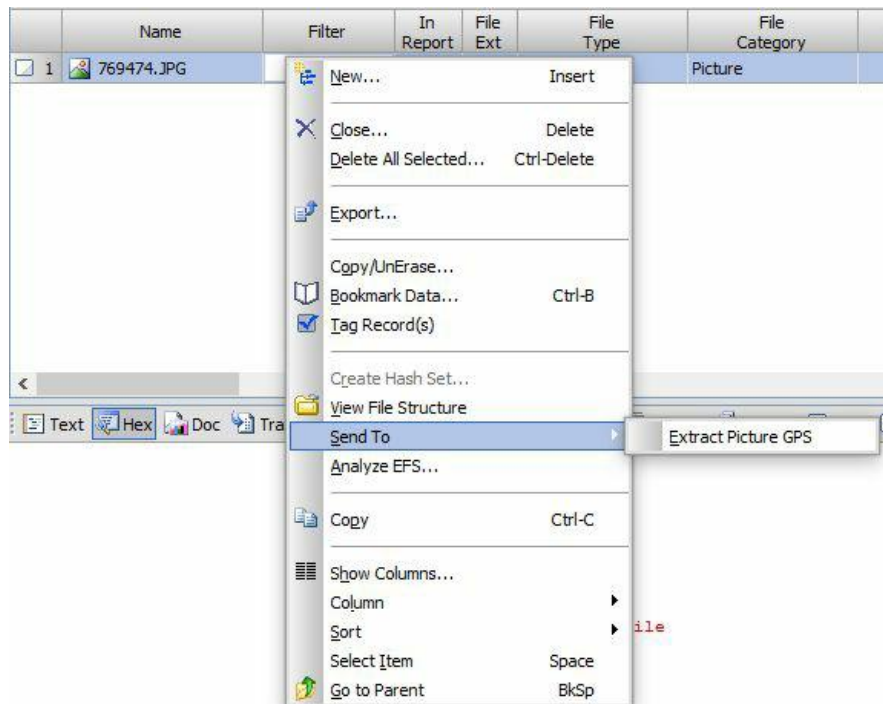 Name
Filter
In Report
File Ext
File Type
File Category
1 769474.JPG Picture
New... Insert
Close... Delete
Delete All Selected... Ctrl-Delete
Export...
Copy/UnErase...
Bookmark Data... Ctrl-B
Tag Record(s)
Create Hash Set...
View File Structure
Text Hex Doc Tra
Send To
Extract Picture GPS
Analyze EFS...
Copy Ctrl-C
Show Columns...
Column
Sort
ile
Select Item Space
Go to Parent BkSp